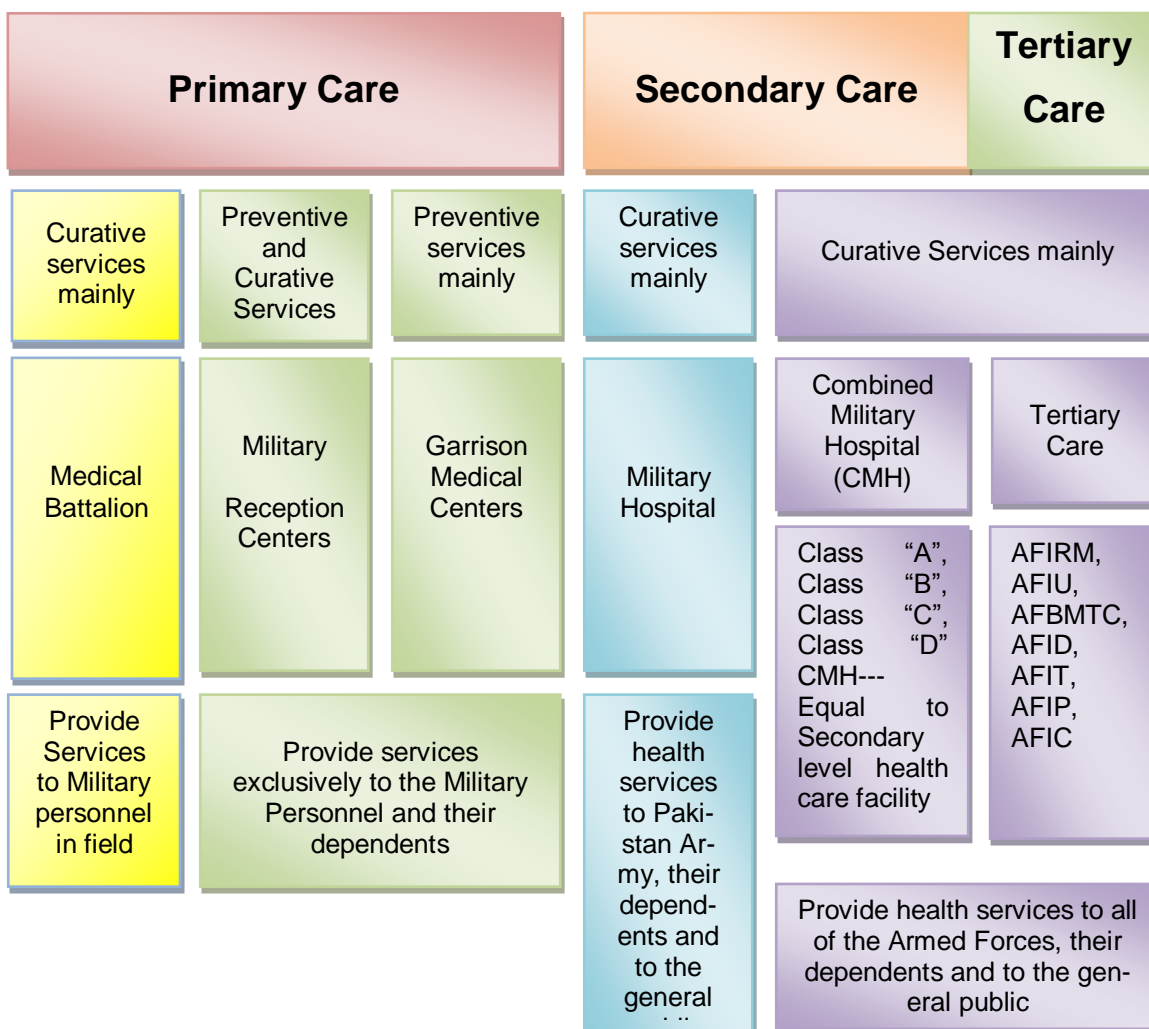 Primary Care
Secondary Care
Tertiary
Care
Curative
services
mainly
Preventive
and
Curative
Services
Preventive
services
mainly
Curative
services
mainly
Curative Services mainly
Medical
Battalion
Military
Reception
Centers
Garrison
Medical
Centers
Military
Hospital
Combined
Military
Hospital
(CMH)
Tertiary
Care
Class “A”,
Class “B”,
Class “C”,
Class “D”
CMH---
Equal to
Secondary
level health
care facility
AFIRM,
AFIU,
AFBMTC,
AFID,
AFIT,
AFIP,
AFIC
Provide
Services
to Military
personnel
in field
Provide services
exclusively to the Military
Personnel and their
dependents
Provide
health
services
to Paki-
stan Ar-
my, their
depend-
ents and
to the
general
Provide health services to all
of the Armed Forces, their
dependents and to the gen-
eral public